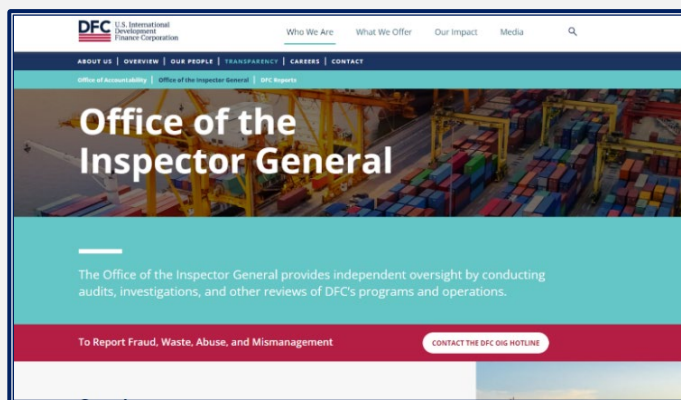 DFC U.S. International
Development
Finance Corporation
Who We Are What We Offer Our Impact Media
ABOUT US | OVERVIEW | OUR PEOPLE | TRANSPARENCY | CAREERS | CONTACT
Office of Accountability | Office of the Inspector General | DFC Reports
Office of the
Inspector General
The Office of the Inspector General provides independent oversight by conducting
audits, investigations, and other reviews of DFC's programs and operations.
To Report Fraud, Waste, Abuse, and Mismanagement CONTACT THE DFC OIG HOTLINE